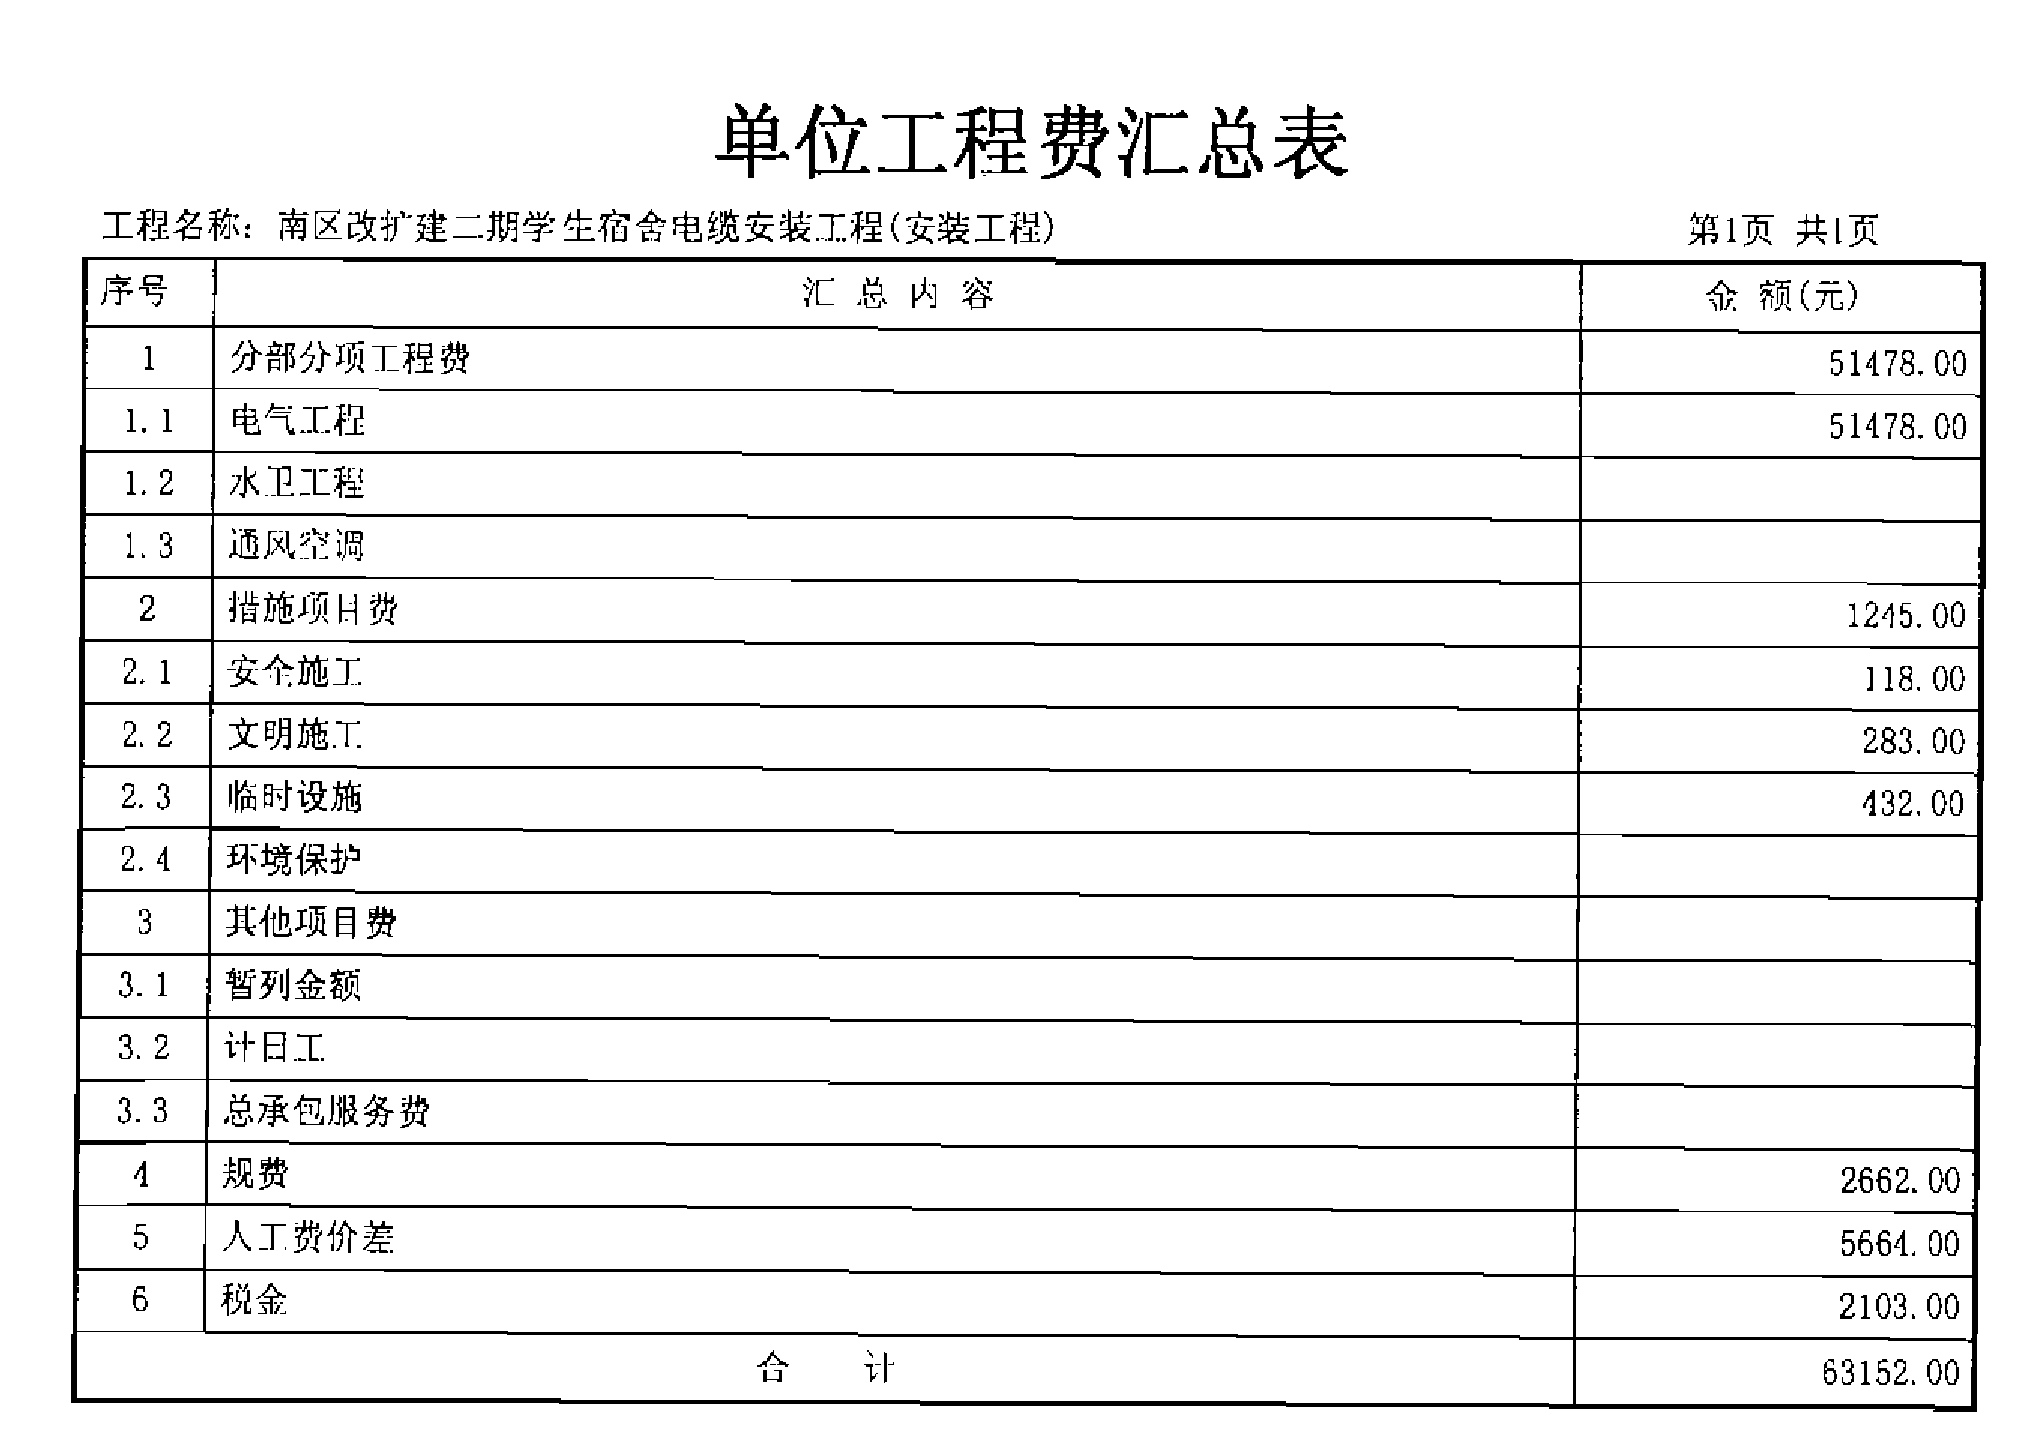 单位工程费汇总表
工程名称：南区改扩建二期学生宿舍电缆安装工程(安装工程) 第1页 共1页
序号 汇 总 内 容 金 额(元)
1 分部分项工程费 51478.00
1.1 电气工程 51478.00
1.2 水卫工程
1.3 通风空调
2 措施项目费 1245.00
2.1 安全施工 118.00
2.2 文明施工 283.00
2.3 临时设施 432.00
2.4 环境保护
3 其他项目费
3.1 暂列金额
3.2 计日工
3.3 总承包服务费
4 规费 2662.00
5 人工费价差 5664.00
6 税金 2103.00
合 计 63152.00